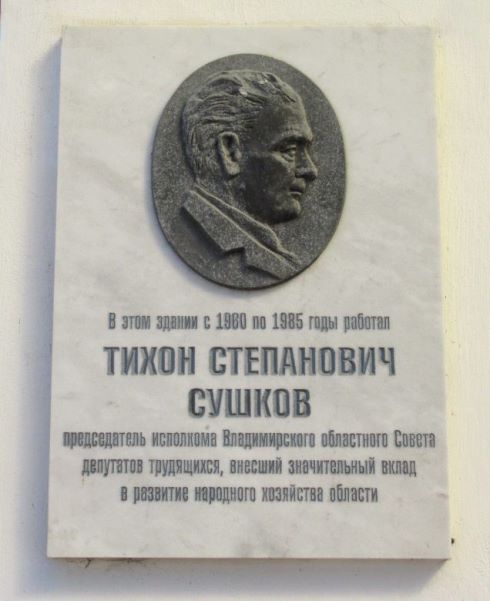 В этом здании с 1960 по 1985 годы работал
ТИХОН СТЕПАНОВИЧ
СУШКОВ
председатель исполкома Владимирского областного Совета
депутатов трудящихся, внесший значительный вклад
в развитие народного хозяйства области